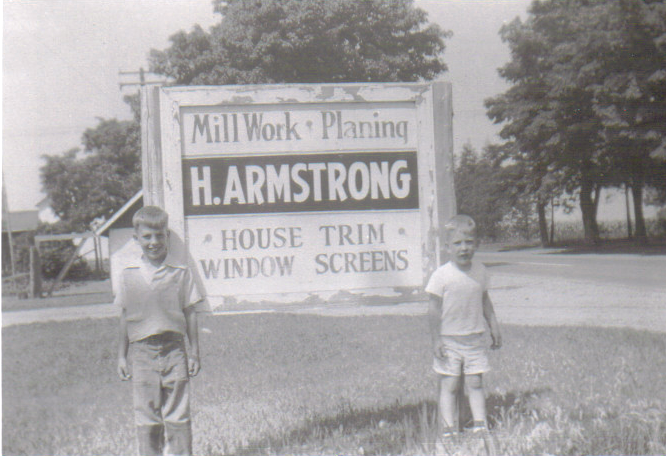 Mill Work · Planing
H. ARMSTRONG
· HOUSE TRIM ·
WINDOW SCREENS